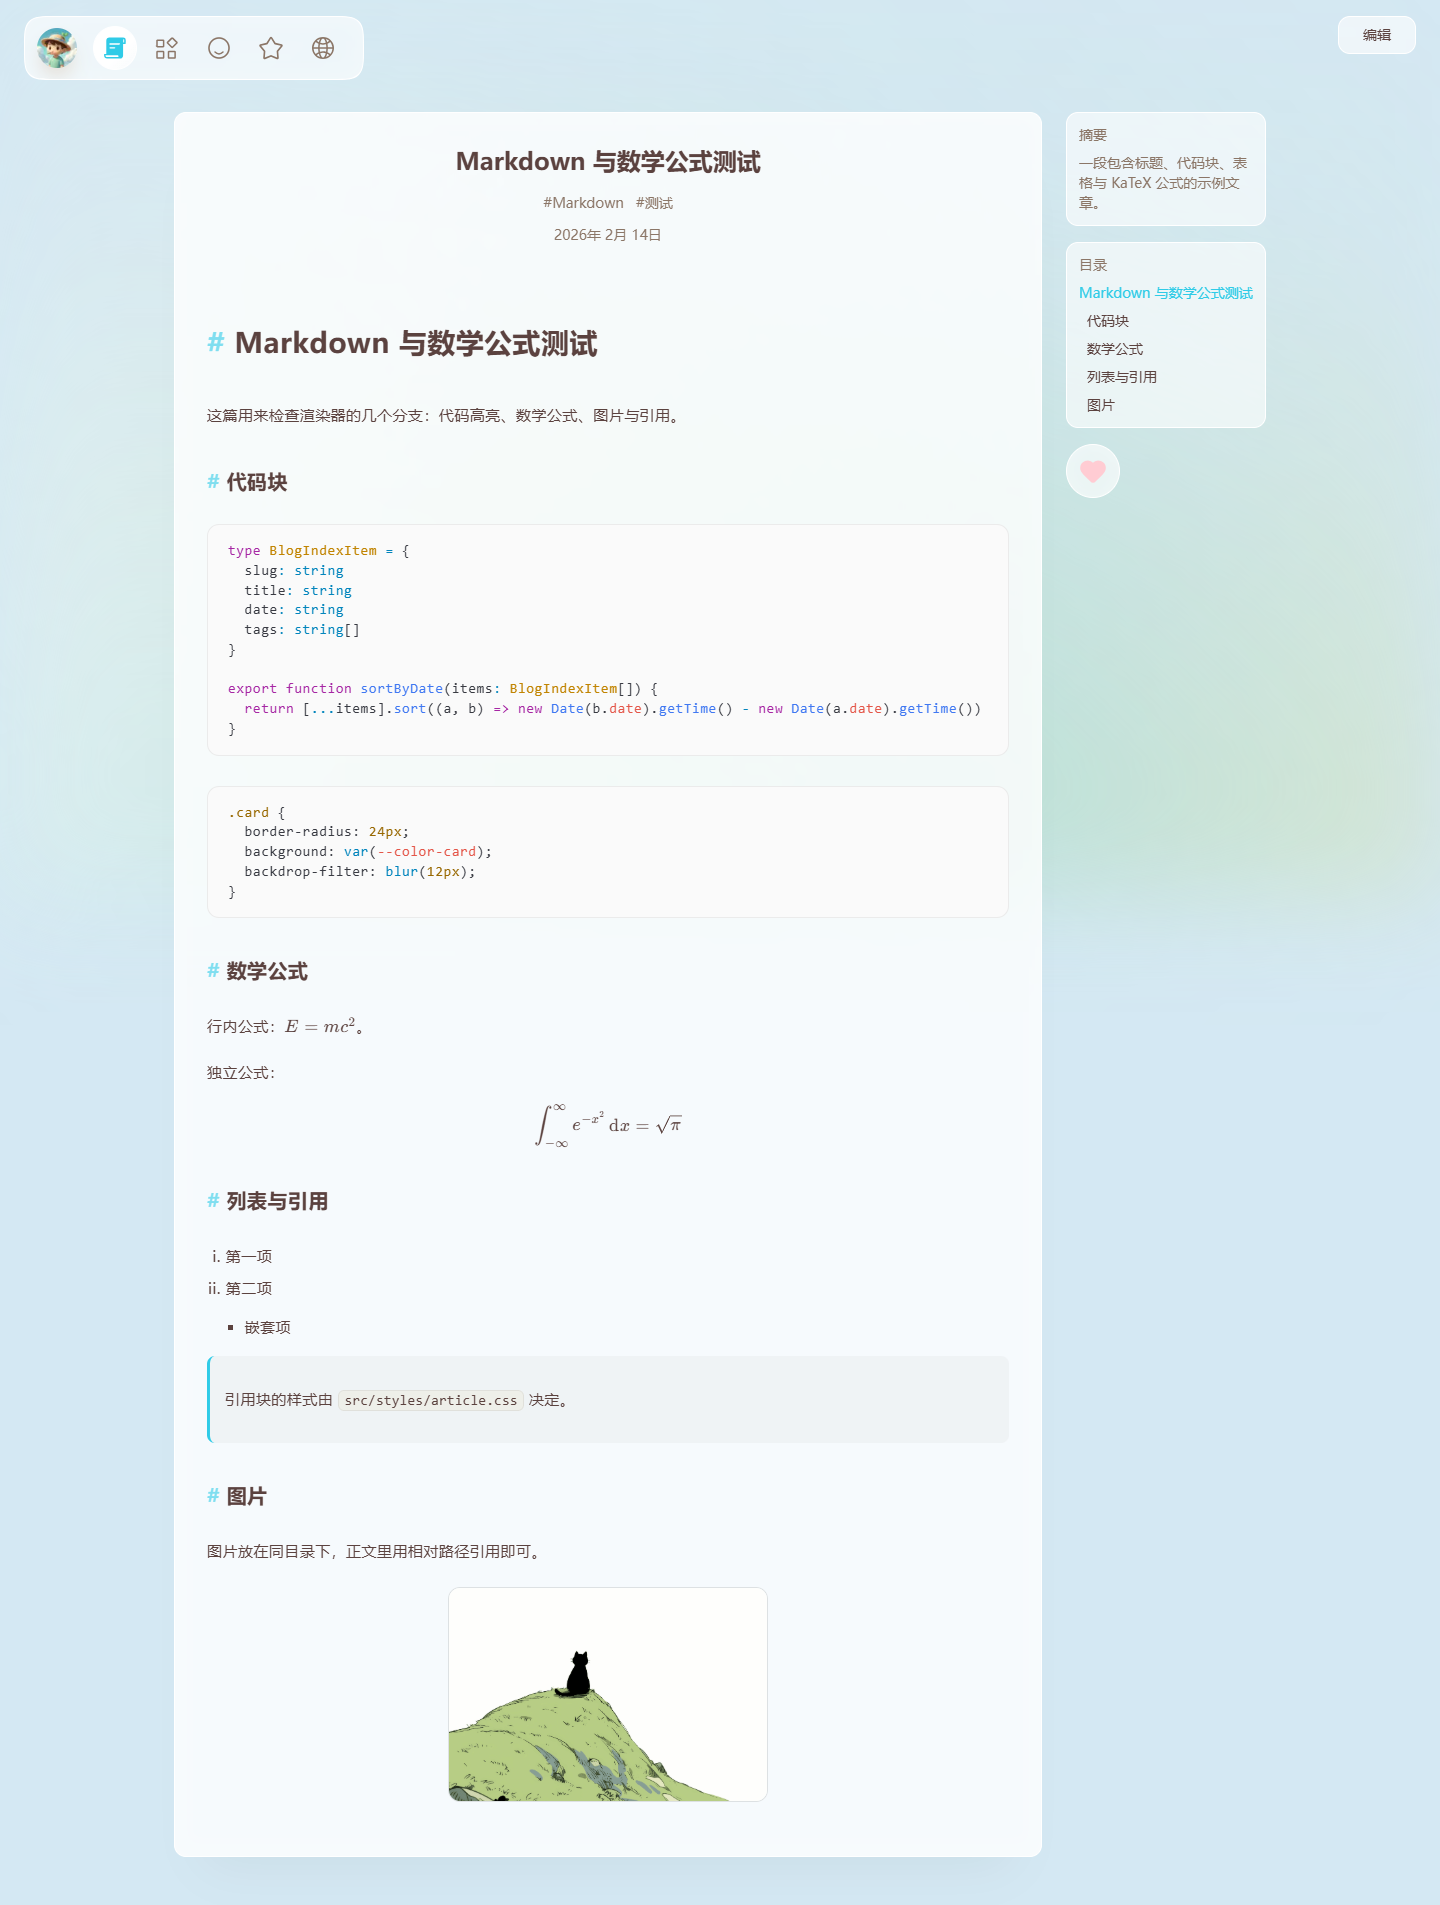 编辑
Markdown 与数学公式测试
#Markdown #测试
2026年 2月 14日
# Markdown 与数学公式测试
这篇用来检查渲染器的几个分支：代码高亮、数学公式、图片与引用。
# 代码块
type BlogIndexItem = {
  slug: string
  title: string
  date: string
  tags: string[]
}
export function sortByDate(items: BlogIndexItem[]) {
  return [...items].sort((a, b) => new Date(b.date).getTime() - new Date(a.date).getTime())
}
.card {
  border-radius: 24px;
  background: var(--color-card);
  backdrop-filter: blur(12px);
}
# 数学公式
行内公式：E = mc²。
独立公式：
∫_{-∞}^{∞} e^{-x²} dx = √π
# 列表与引用
i. 第一项
ii. 第二项
▪ 嵌套项
引用块的样式由 src/styles/article.css 决定。
# 图片
图片放在同目录下，正文里用相对路径引用即可。
摘要
一段包含标题、代码块、表
格与 KaTeX 公式的示例文
章。
目录
Markdown 与数学公式测试
代码块
数学公式
列表与引用
图片